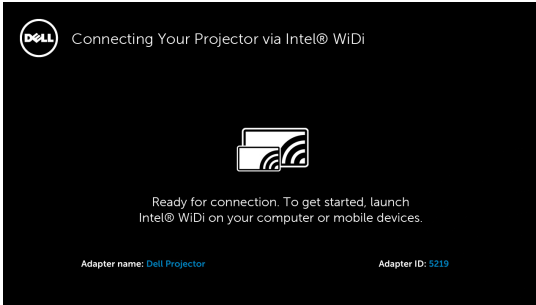 DELL
Connecting Your Projector via Intel® WiDi
Ready for connection. To get started, launch
Intel® WiDi on your computer or mobile devices.
Adapter name: Dell Projector
Adapter ID: 5219